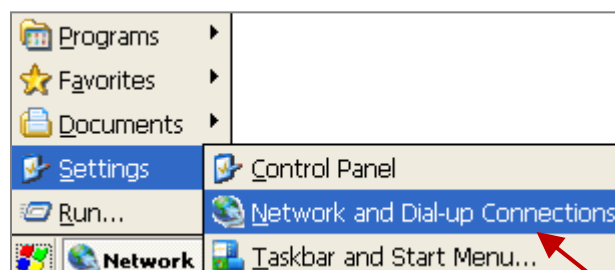 Programs
Favorites
Documents
Settings
Control Panel
Run...
Network and Dial-up Connections
Network
Taskbar and Start Menu...